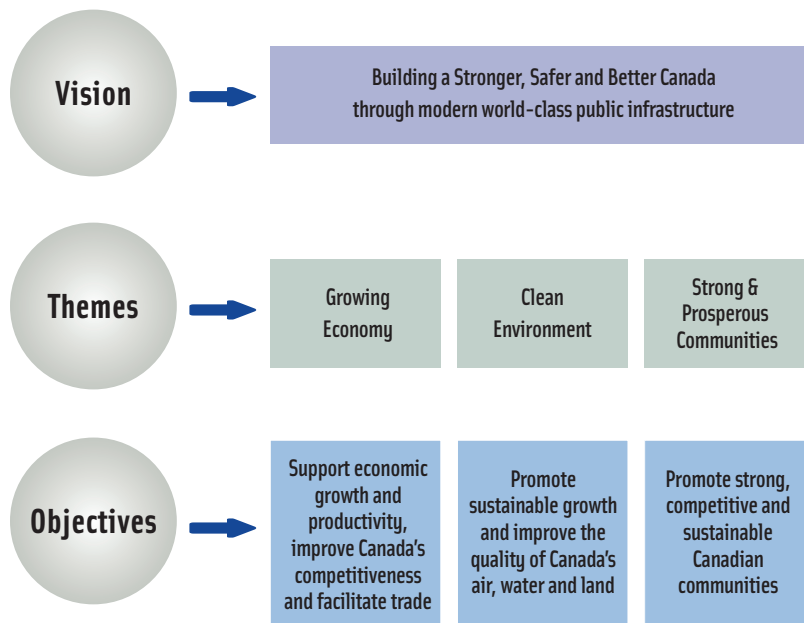 Vision
Building a Stronger, Safer and Better Canada
through modern world-class public infrastructure
Themes
Growing
Economy
Clean
Environment
Strong &
Prosperous
Communities
Objectives
Support economic
growth and
productivity,
improve Canada's
competitiveness
and facilitate trade
Promote
sustainable growth
and improve the
quality of Canada's
air, water and land
Promote strong,
competitive and
sustainable
Canadian
communities